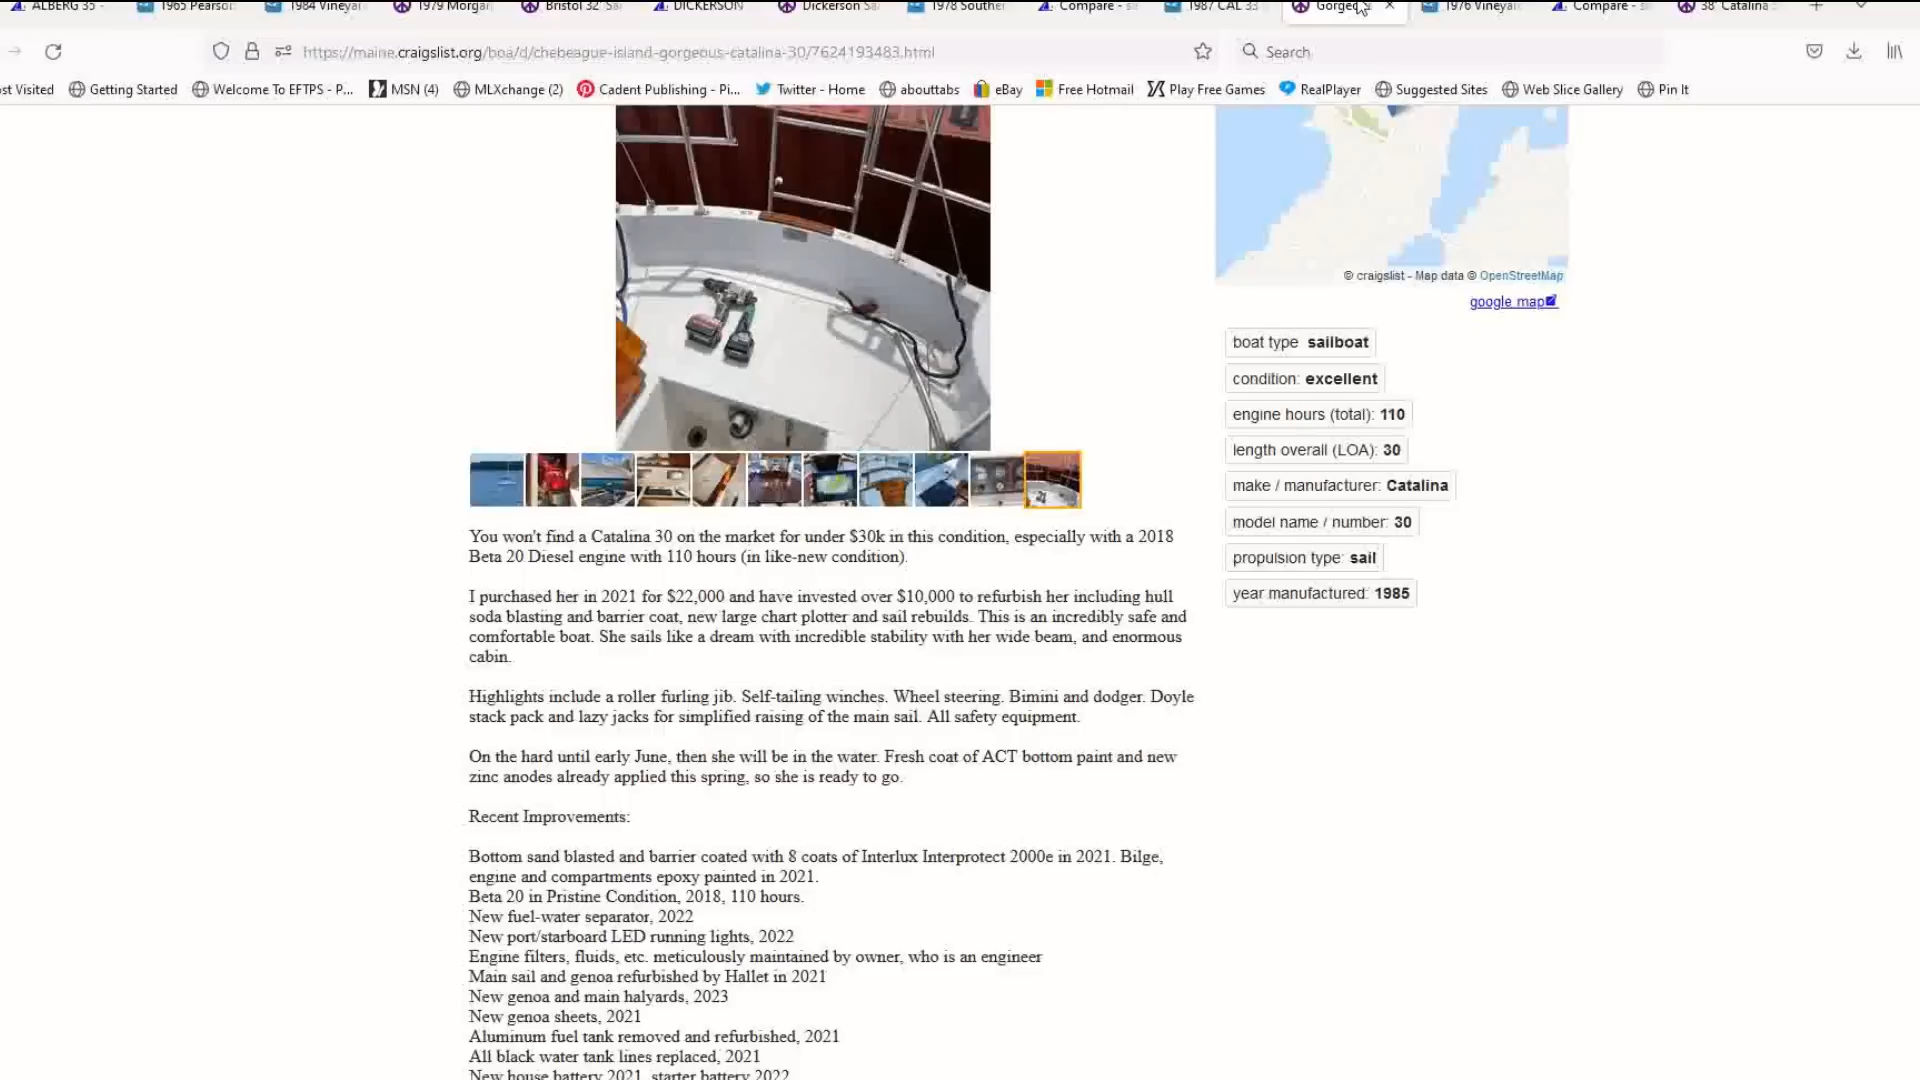 ALBERG 35 -
1965 Pearso
1984 Vineya
1979 Morga
Bristol 32' Sa
DICKERSON
Dickerson Sa
1978 Souther
Compare - s
1987 CAL 33
Gorge
1976 Vineya
Compare - s
38' Catalina
https://maine.craigslist.org/boa/d/chebeague-island-gorgeous-catalina-30/7624193483.html
Search
st Visited
Getting Started
Welcome To EFTPS - P...
MSN (4)
MLXchange (2)
Cadent Publishing - Pi...
Twitter - Home
abouttabs
eBay
Free Hotmail
Play Free Games
RealPlayer
Suggested Sites
Web Slice Gallery
Pin It
© craigslist - Map data © OpenStreetMap
google map
boat type sailboat
condition: excellent
engine hours (total): 110
length overall (LOA): 30
make / manufacturer: Catalina
model name / number: 30
propulsion type: sail
year manufactured: 1985
You won't find a Catalina 30 on the market for under $30k in this condition, especially with a 2018
Beta 20 Diesel engine with 110 hours (in like-new condition).
I purchased her in 2021 for $22,000 and have invested over $10,000 to refurbish her including hull
soda blasting and barrier coat, new large chart plotter and sail rebuilds. This is an incredibly safe and
comfortable boat. She sails like a dream with incredible stability with her wide beam, and enormous
cabin.
Highlights include a roller furling jib. Self-tailing winches. Wheel steering. Bimini and dodger. Doyle
stack pack and lazy jacks for simplified raising of the main sail. All safety equipment.
On the hard until early June, then she will be in the water. Fresh coat of ACT bottom paint and new
zinc anodes already applied this spring, so she is ready to go.
Recent Improvements:
Bottom sand blasted and barrier coated with 8 coats of Interlux Interprotect 2000e in 2021. Bilge,
engine and compartments epoxy painted in 2021.
Beta 20 in Pristine Condition, 2018, 110 hours.
New fuel-water separator, 2022
New port/starboard LED running lights, 2022
Engine filters, fluids, etc. meticulously maintained by owner, who is an engineer
Main sail and genoa refurbished by Hallet in 2021
New genoa and main halyards, 2023
New genoa sheets, 2021
Aluminum fuel tank removed and refurbished, 2021
All black water tank lines replaced, 2021
New house battery 2021, starter battery 2022